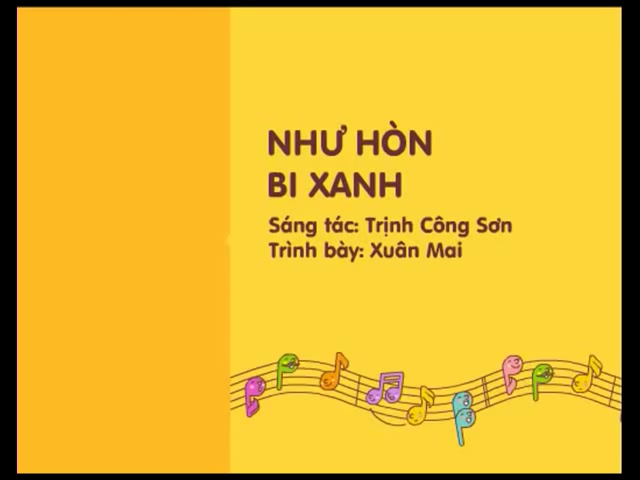 NHƯ HÒN
BI XANH
Sáng tác: Trịnh Công Sơn
Trình bày: Xuân Mai